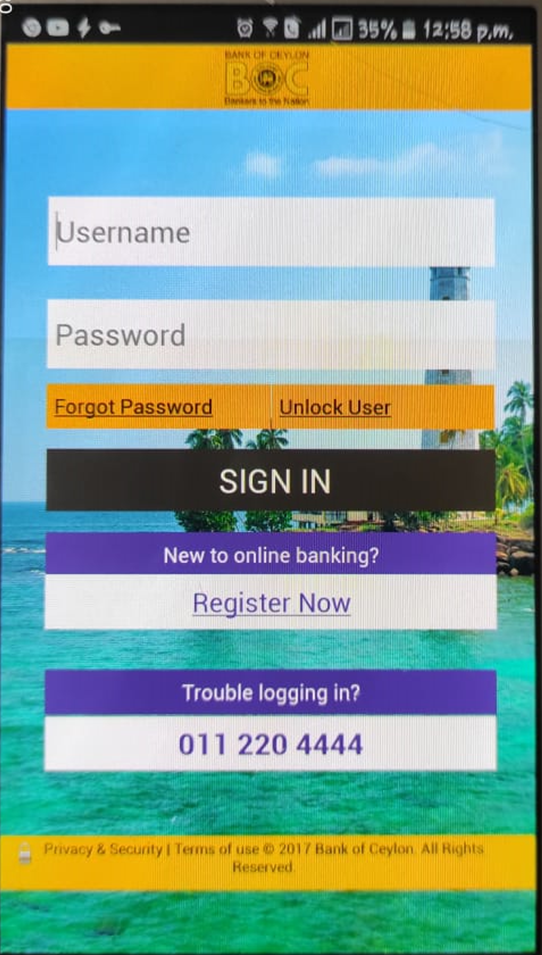 35% 12:58 p.m.
BANK OF CEYLON
BOC
Bankers to the Nation
Username
Password
Forgot Password Unlock User
SIGN IN
New to online banking?
Register Now
Trouble logging in?
011 220 4444
Privacy & Security | Terms of use © 2017 Bank of Ceylon. All Rights
Reserved.